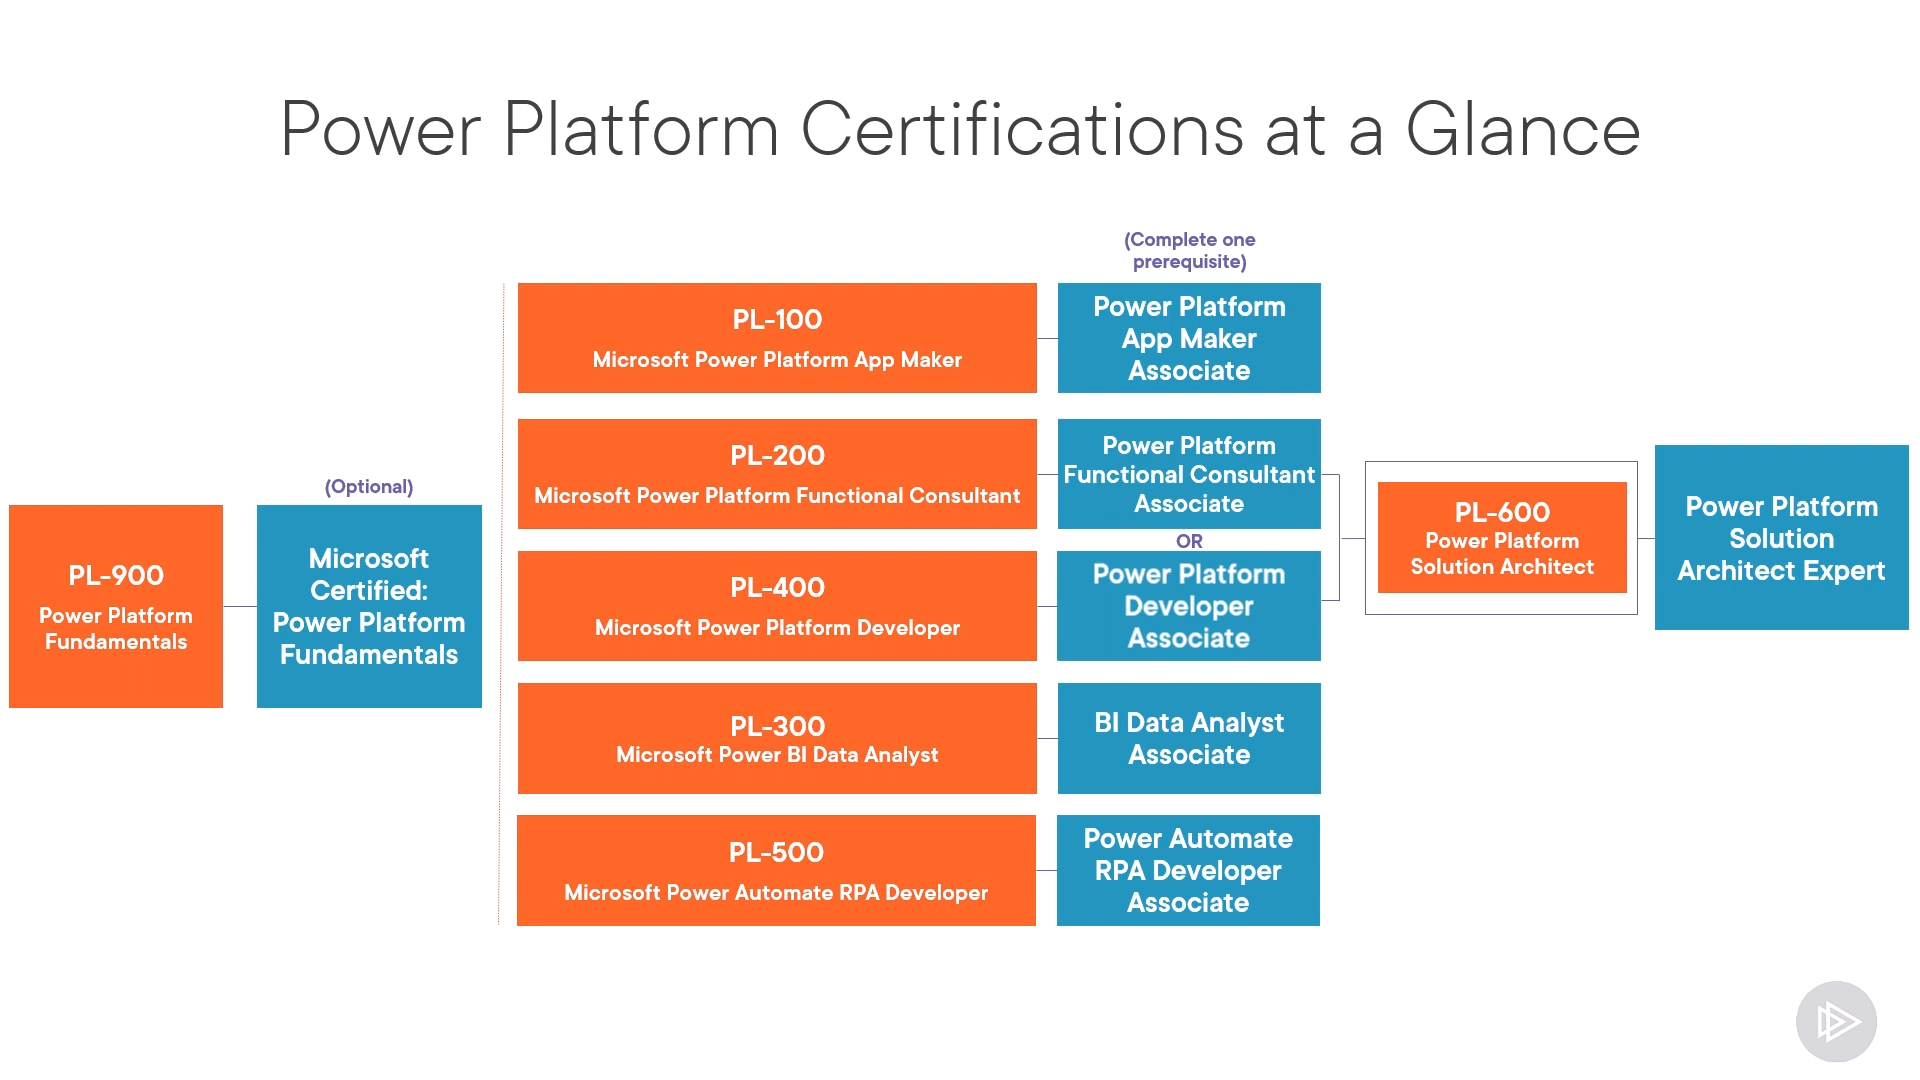 Power Platform Certifications at a Glance
PL-900
Power Platform
Fundamentals
(Optional)
Microsoft
Certified:
Power Platform
Fundamentals
PL-100
Microsoft Power Platform App Maker
PL-200
Microsoft Power Platform Functional Consultant
PL-400
Microsoft Power Platform Developer
PL-300
Microsoft Power BI Data Analyst
PL-500
Microsoft Power Automate RPA Developer
(Complete one
prerequisite)
Power Platform
App Maker
Associate
Power Platform
Functional Consultant
Associate
OR
Power Platform
Developer
Associate
BI Data Analyst
Associate
Power Automate
RPA Developer
Associate
PL-600
Power Platform
Solution Architect
Power Platform
Solution
Architect Expert